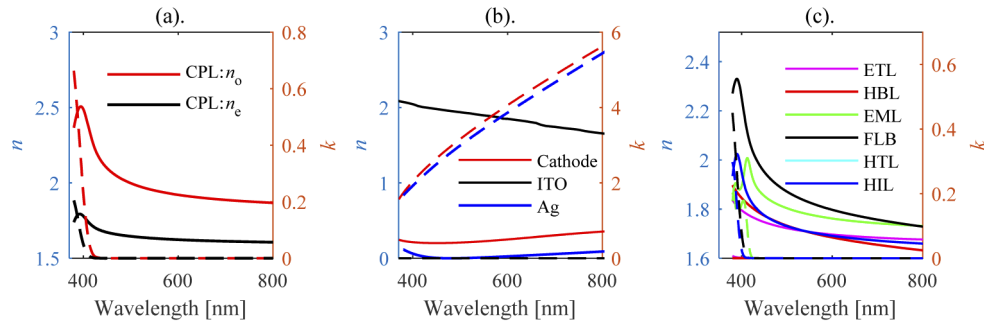 (a).
3
2.5
2
1.5
n
0.8
0.6
0.4
0.2
0
k
CPL:no
CPL:ne
400 600 800
Wavelength [nm]
(b).
3
2
1
0
n
6
4
2
0
k
Cathode
ITO
Ag
400 500 600 700 800
Wavelength [nm]
(c).
2.4
2.2
2
1.8
1.6
n
0.6
0.4
0.2
0
k
ETL
HBL
EML
FLB
HTL
HIL
400 600 800
Wavelength [nm]